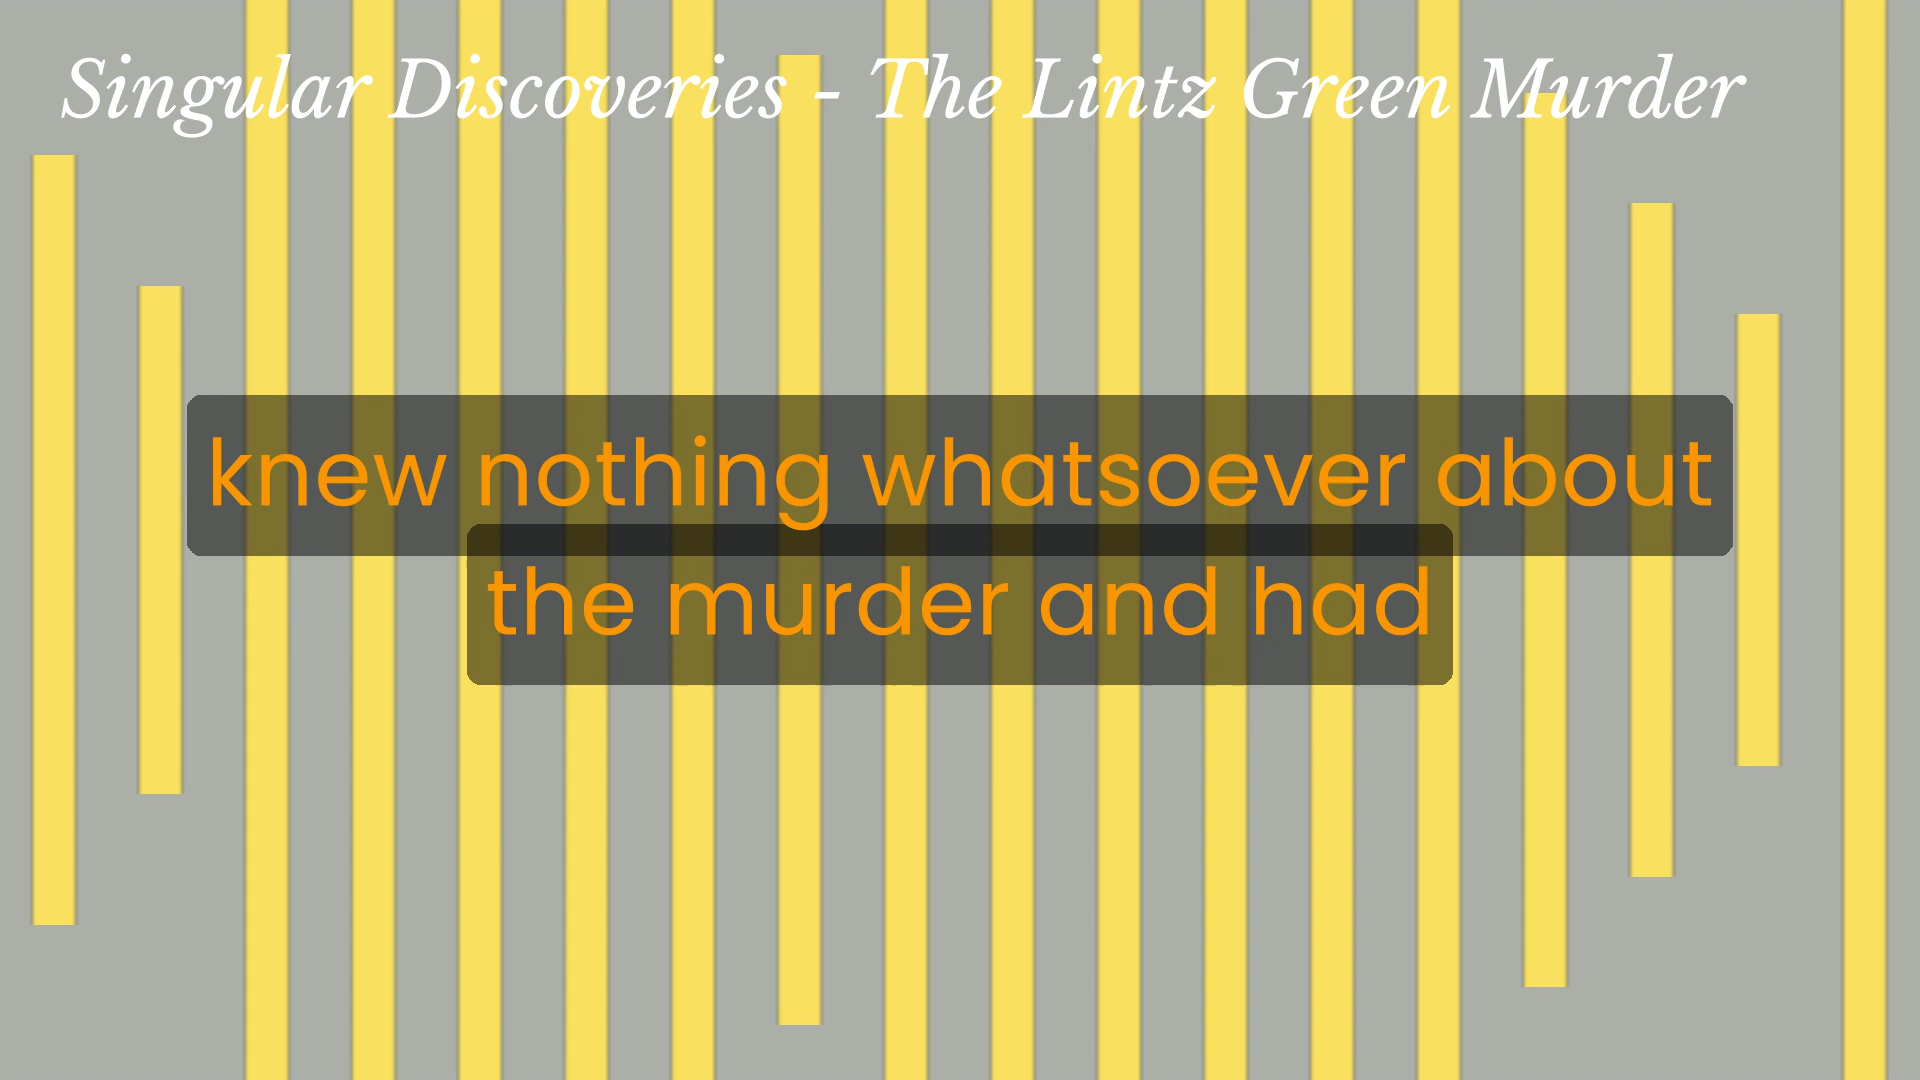 Singular Discoveries - The Lintz Green Murder
knew nothing whatsoever about
the murder and had